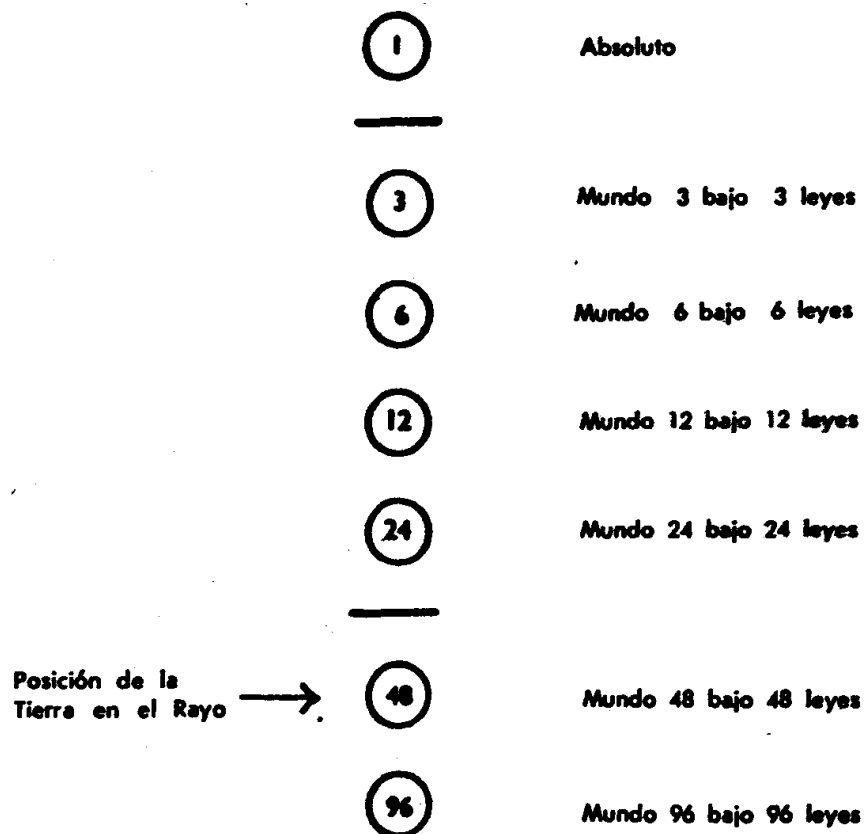 1 Absoluto
3 Mundo 3 bajo 3 leyes
6 Mundo 6 bajo 6 leyes
12 Mundo 12 bajo 12 leyes
24 Mundo 24 bajo 24 leyes
Posición de la
Tierra en el Rayo
48 Mundo 48 bajo 48 leyes
96 Mundo 96 bajo 96 leyes